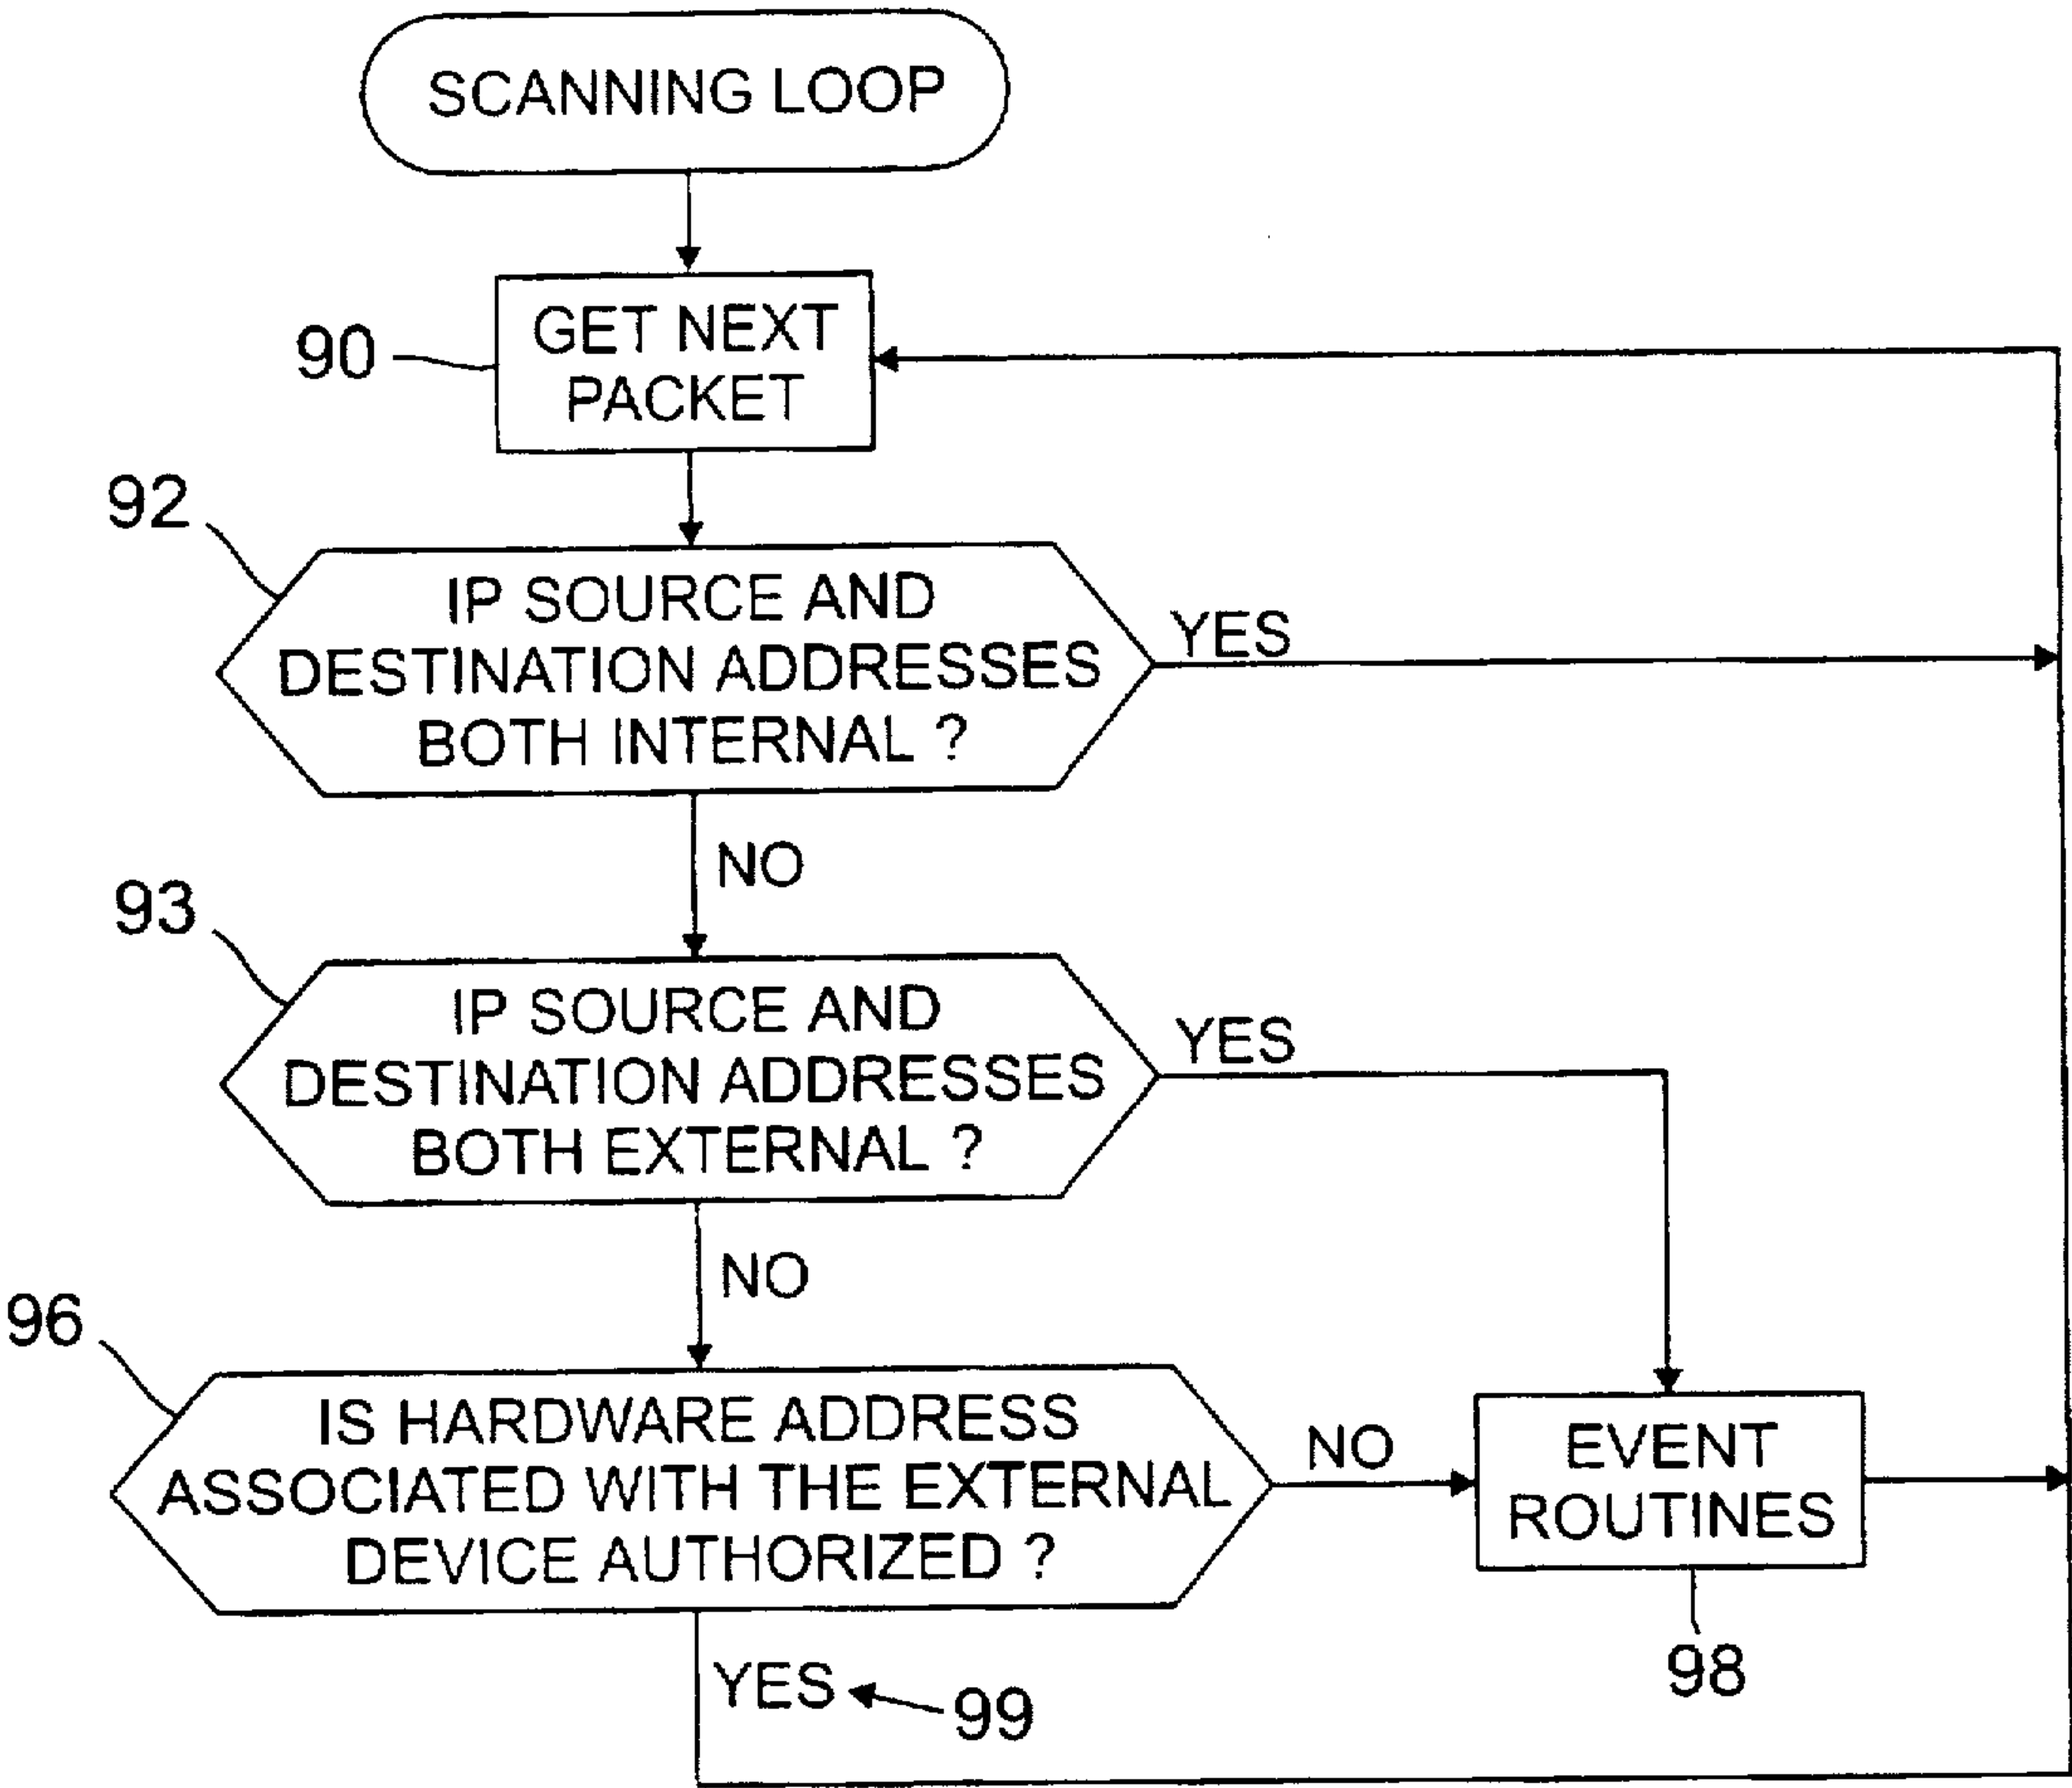 SCANNING LOOP
90
GET NEXT
PACKET
92
IP SOURCE AND
DESTINATION ADDRESSES
BOTH INTERNAL ?
YES
NO
93
IP SOURCE AND
DESTINATION ADDRESSES
BOTH EXTERNAL ?
YES
NO
96
IS HARDWARE ADDRESS
ASSOCIATED WITH THE EXTERNAL
DEVICE AUTHORIZED ?
NO
EVENT
ROUTINES
98
YES
99